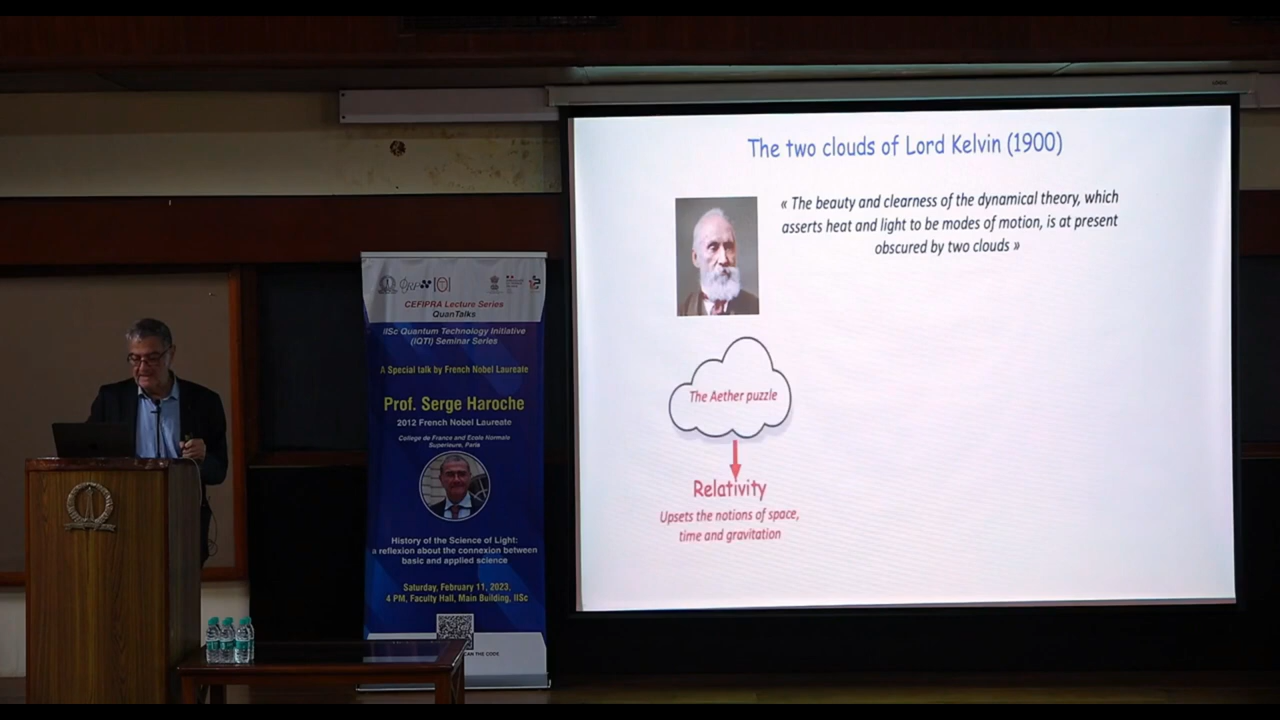 The two clouds of Lord Kelvin (1900)
« The beauty and clearness of the dynamical theory, which
asserts heat and light to be modes of motion, is at present
obscured by two clouds »
The Aether puzzle
Relativity
Upsets the notions of space,
time and gravitation
CEFIPRA Lecture Series
QuanTalks
IISc Quantum Technology Initiative
(IQTI) Seminar Series
A Special talk by French Nobel Laureate
Prof. Serge Haroche
2012 French Nobel Laureate
College de France and Ecole Normale
Superieure, Paris
History of the Science of Light:
a reflexion about the connexion between
basic and applied science
Saturday, February 11, 2023,
4 PM, Faculty Hall, Main Building, IISc
THE CODE